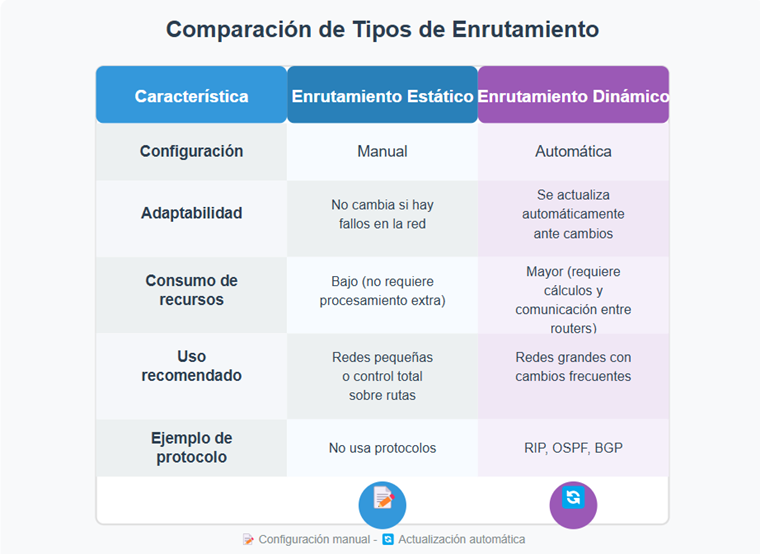 Comparación de Tipos de Enrutamiento
Característica
Enrutamiento Estático
Enrutamiento Dinámico
Configuración
Manual
Automática
Adaptabilidad
No cambia si hay
fallos en la red
Se actualiza
automáticamente
ante cambios
Consumo de
recursos
Bajo (no requiere
procesamiento extra)
Mayor (requiere
cálculos y
comunicación entre
routers)
Uso
recomendado
Redes pequeñas
o control total
sobre rutas
Redes grandes con
cambios frecuentes
Ejemplo de
protocolo
No usa protocolos
RIP, OSPF, BGP
Configuración manual - Actualización automática